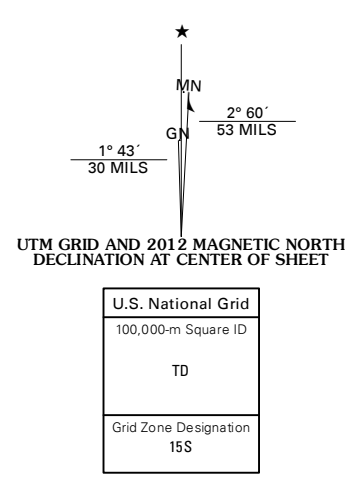 ★
MN
GN
2° 60´
53 MILS
1° 43´
30 MILS
UTM GRID AND 2012 MAGNETIC NORTH
DECLINATION AT CENTER OF SHEET
U.S. National Grid
100,000-m Square ID
TD
Grid Zone Designation
15S